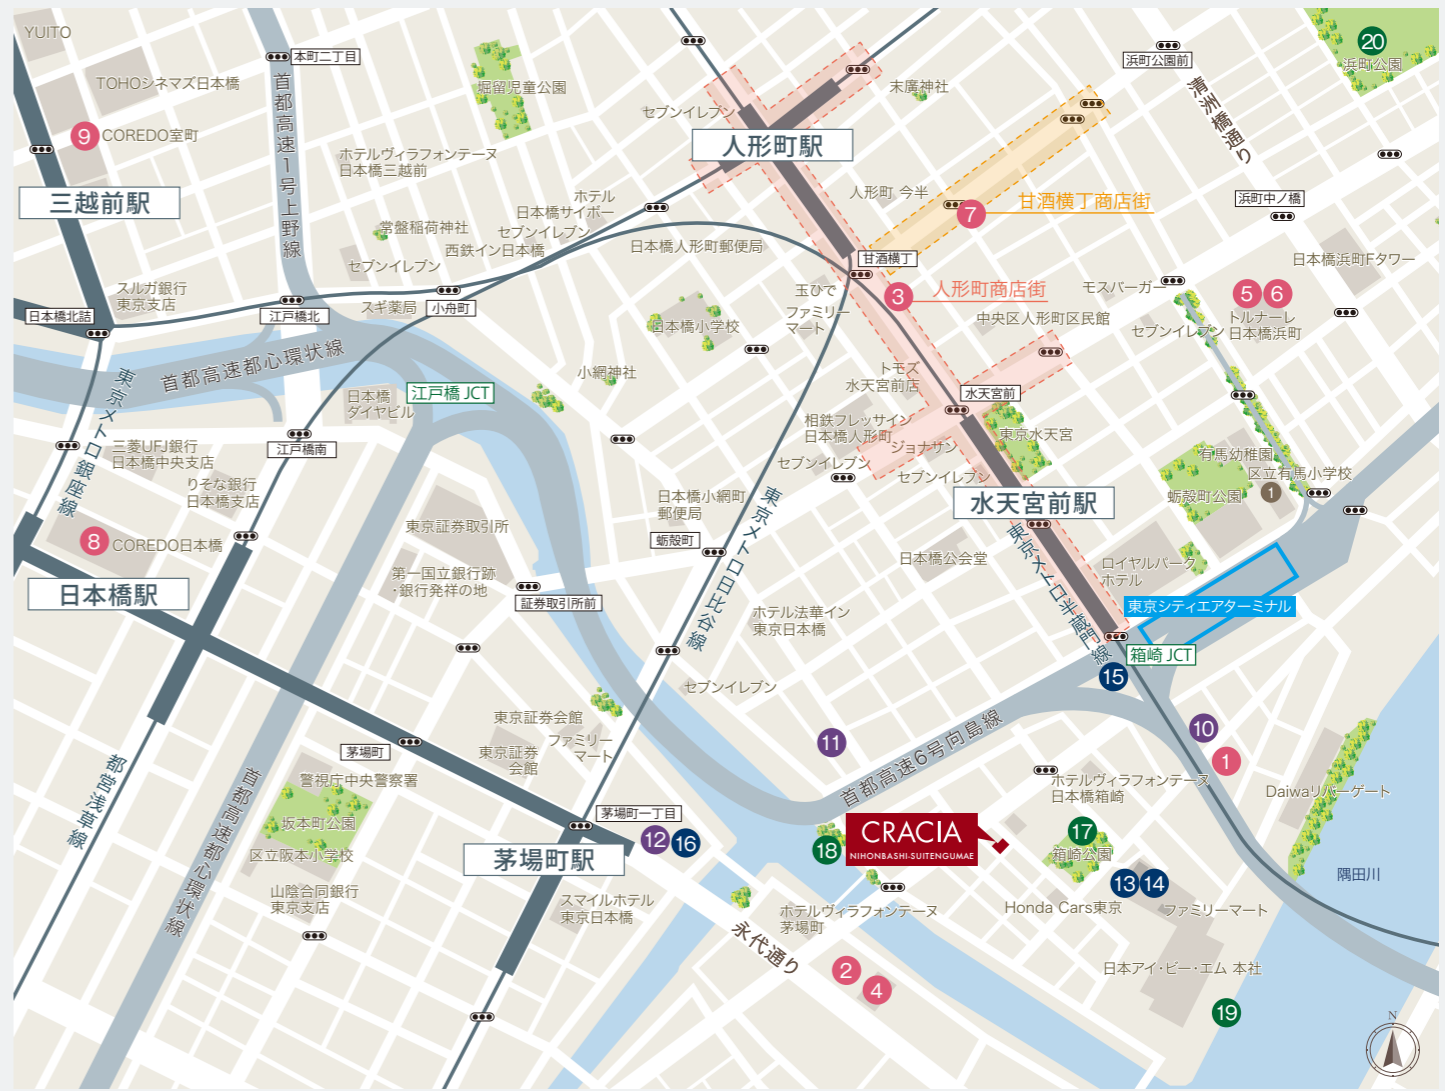 YUITO
TOHOシネマズ日本橋
9
COREDO室町
三越前駅
本町二丁目
首都高速1号上野線
堀留児童公園
ホテルヴィラフォンテーヌ
日本橋三越前
常盤稲荷神社
セブンイレブン
西鉄イン日本橋
ホテル
日本橋サイボー
セブンイレブン
セブンイレブン
人形町駅
末廣神社
人形町 今半
7
甘酒横丁商店街
浜町公園前
清洲橋通り
20
浜町公園
浜町中ノ橋
日本橋浜町Fタワー
スルガ銀行
東京支店
日本橋北詰
江戸橋北
スギ薬局
小舟町
日本橋人形町郵便局
甘酒横丁
玉ひで
ファミリー
マート
3
人形町商店街
中央区人形町区民館
モスバーガー
セブンイレブン
5
6
トルナーレ
日本橋浜町
首都高速都心環状線
日本橋小学校
小網神社
トモズ
水天宮前店
水天宮前
日本橋
ダイヤビル
江戸橋 JCT
相鉄フレッサイン
日本橋人形町
ジョナサン
セブンイレブン
セブンイレブン
東京水天宮
有馬幼稚園
区立有馬小学校
1
蛎殻町公園
東京メトロ銀座線
三菱UFJ銀行
日本橋中央支店
江戸橋南
りそな銀行
日本橋支店
8
COREDO日本橋
日本橋駅
東京証券取引所
第一国立銀行跡
・銀行発祥の地
証券取引所前
日本橋小網町
郵便局
蛎殻町
東京メトロ日比谷線
水天宮前駅
日本橋公会堂
東京メトロ半蔵門線
ロイヤルパーク
ホテル
東京シティエアターミナル
箱崎 JCT
15
ホテル法華イン
東京日本橋
セブンイレブン
東京証券会館
東京証券
会館
ファミリー
マート
11
首都高速6号向島線
10
1
茅場町
警視庁中央警察署
坂本町公園
区立阪本小学校
都営浅草線
首都高速都心環状線
茅場町一丁目
12
16
茅場町駅
山陰合同銀行
東京支店
スマイルホテル
東京日本橋
18
CRACIA
NIHONBASHI-SUITENGUMAE
ホテルヴィラフォンテーヌ
日本橋箱崎
17
箱崎公園
13
14
Honda Cars東京
ファミリーマート
Daiwaリバーゲート
隅田川
ホテルヴィラフォンテーヌ
茅場町
永代通り
2
4
日本アイ・ビー・エム 本社
19
N